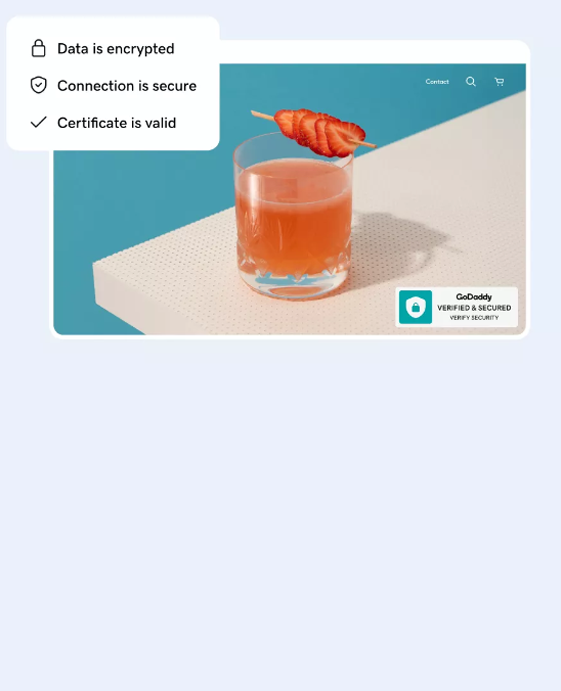 Data is encrypted
Connection is secure
Certificate is valid
Contact
GoDaddy
VERIFIED & SECURED
VERIFY SECURITY